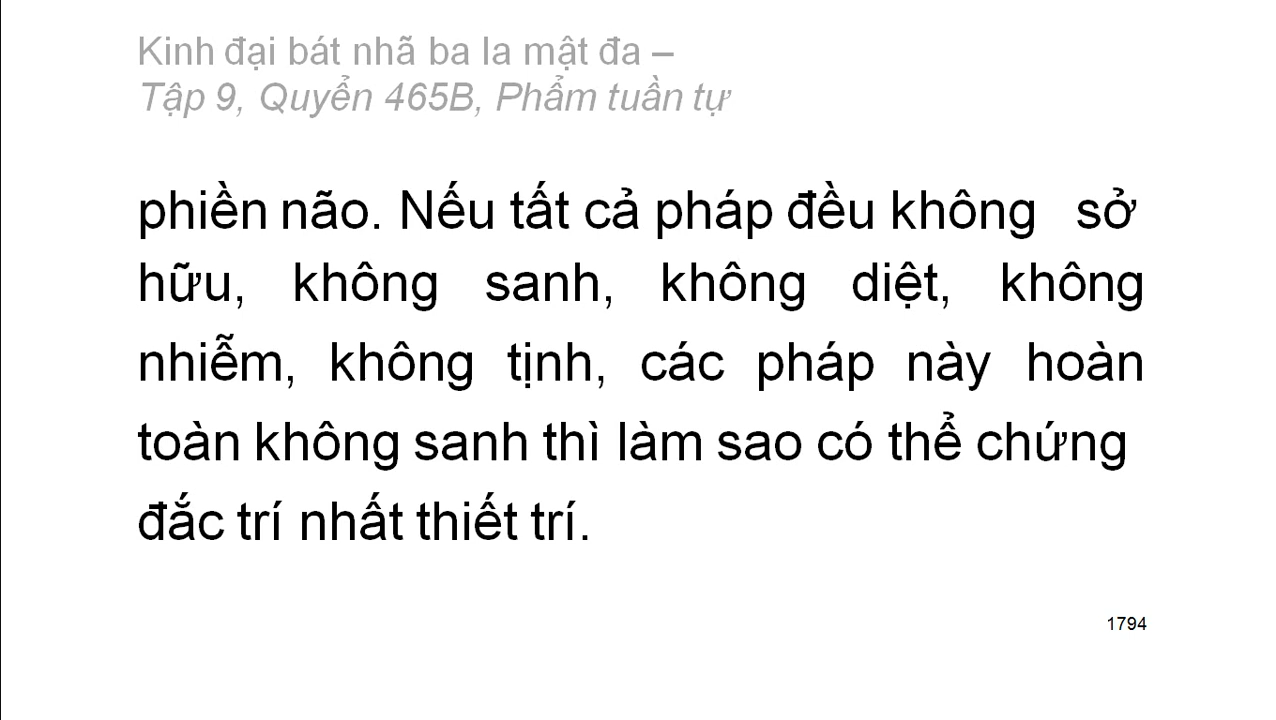 Kinh đại bát nhã ba la mật đa –
Tập 9, Quyển 465B, Phẩm tuần tự
phiền não. Nếu tất cả pháp đều không sở
hữu, không sanh, không diệt, không
nhiễm, không tịnh, các pháp này hoàn
toàn không sanh thì làm sao có thể chứng
đắc trí nhất thiết trí.
1794